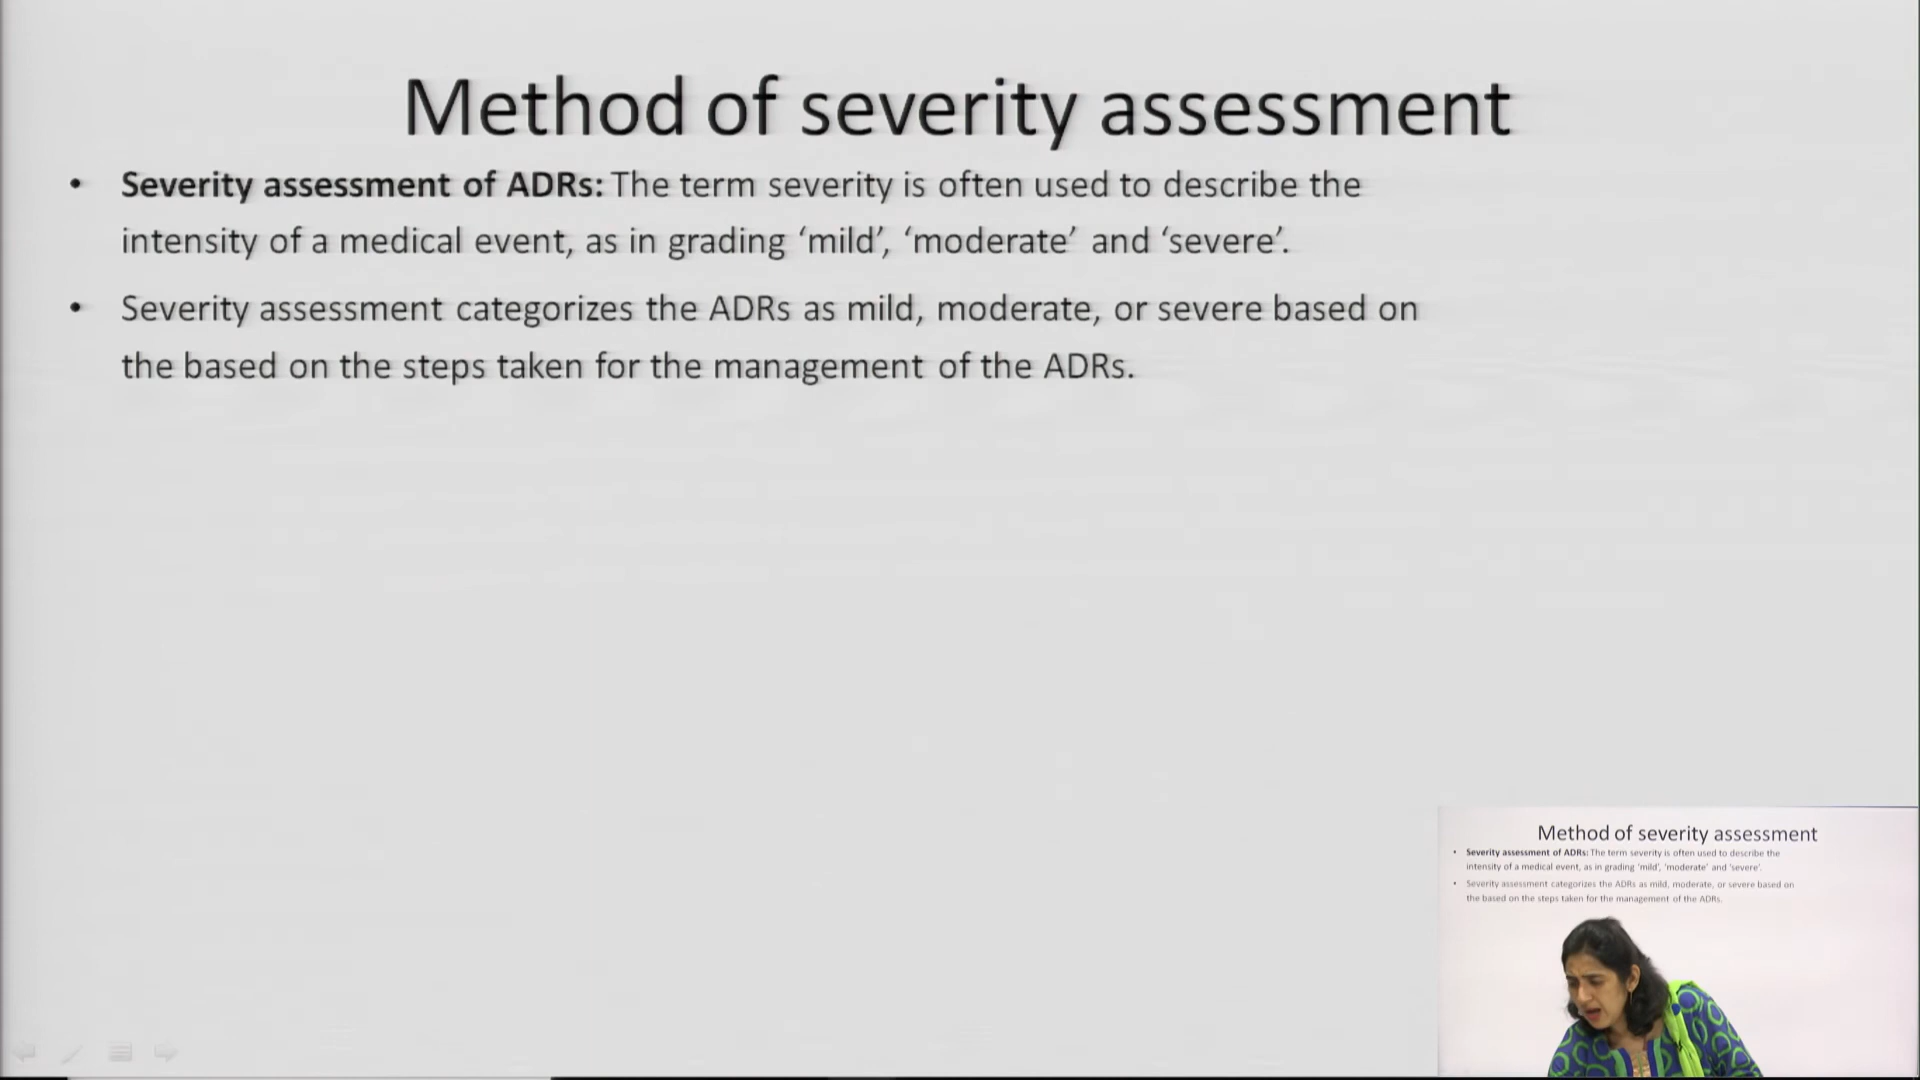 Method of severity assessment
• Severity assessment of ADRs: The term severity is often used to describe the
intensity of a medical event, as in grading ‘mild’, ‘moderate’ and ‘severe’.
• Severity assessment categorizes the ADRs as mild, moderate, or severe based on
the based on the steps taken for the management of the ADRs.
Method of severity assessment
• Severity assessment of ADRs: The term severity is often used to describe the
intensity of a medical event, as in grading ‘mild’, ‘moderate’ and ‘severe’.
• Severity assessment categorizes the ADRs as mild, moderate, or severe based on
the based on the steps taken for the management of the ADRs.